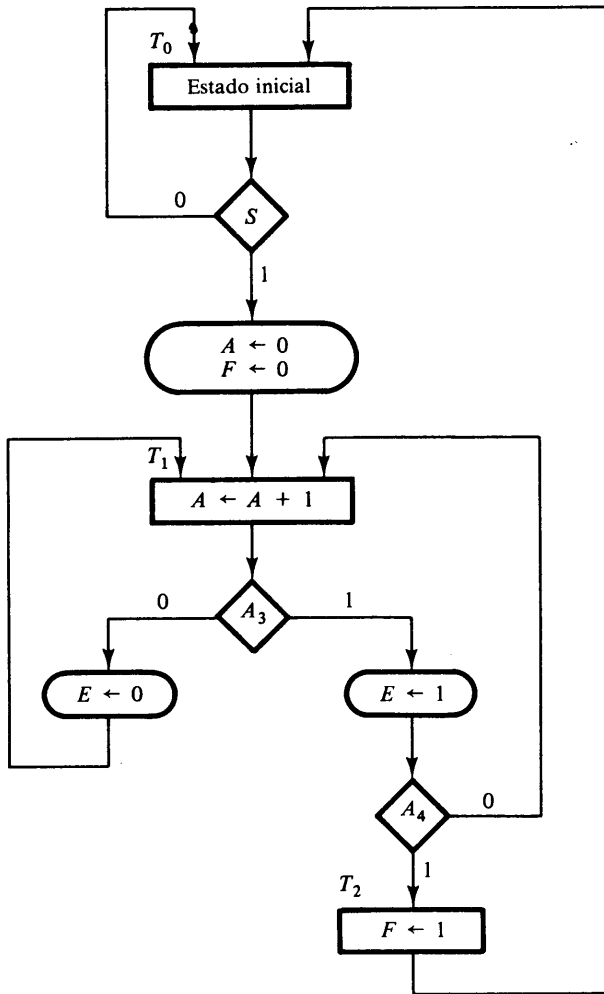 T₀
Estado inicial
0
S
1
A ← 0
F ← 0
T₁
A ← A + 1
0
A₃
1
E ← 0
E ← 1
A₄
0
1
T₂
F ← 1